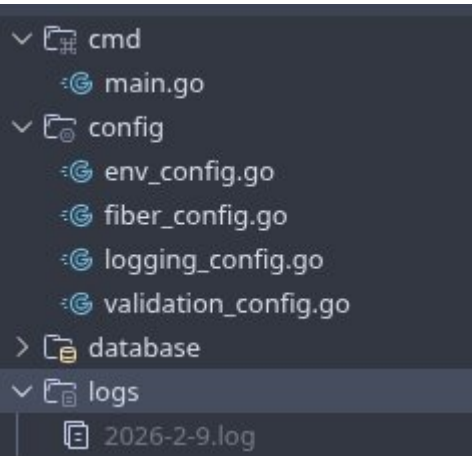 cmd
main.go
config
env_config.go
fiber_config.go
logging_config.go
validation_config.go
database
logs
2026-2-9.log